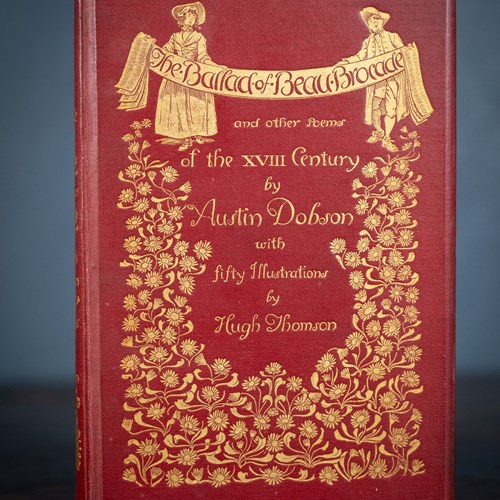 The·Ballad·of·Beau·Brocade
and other Poems
of the XVIII Century
by
Austin Dobson
with
fifty Illustrations
by
Hugh Thomson